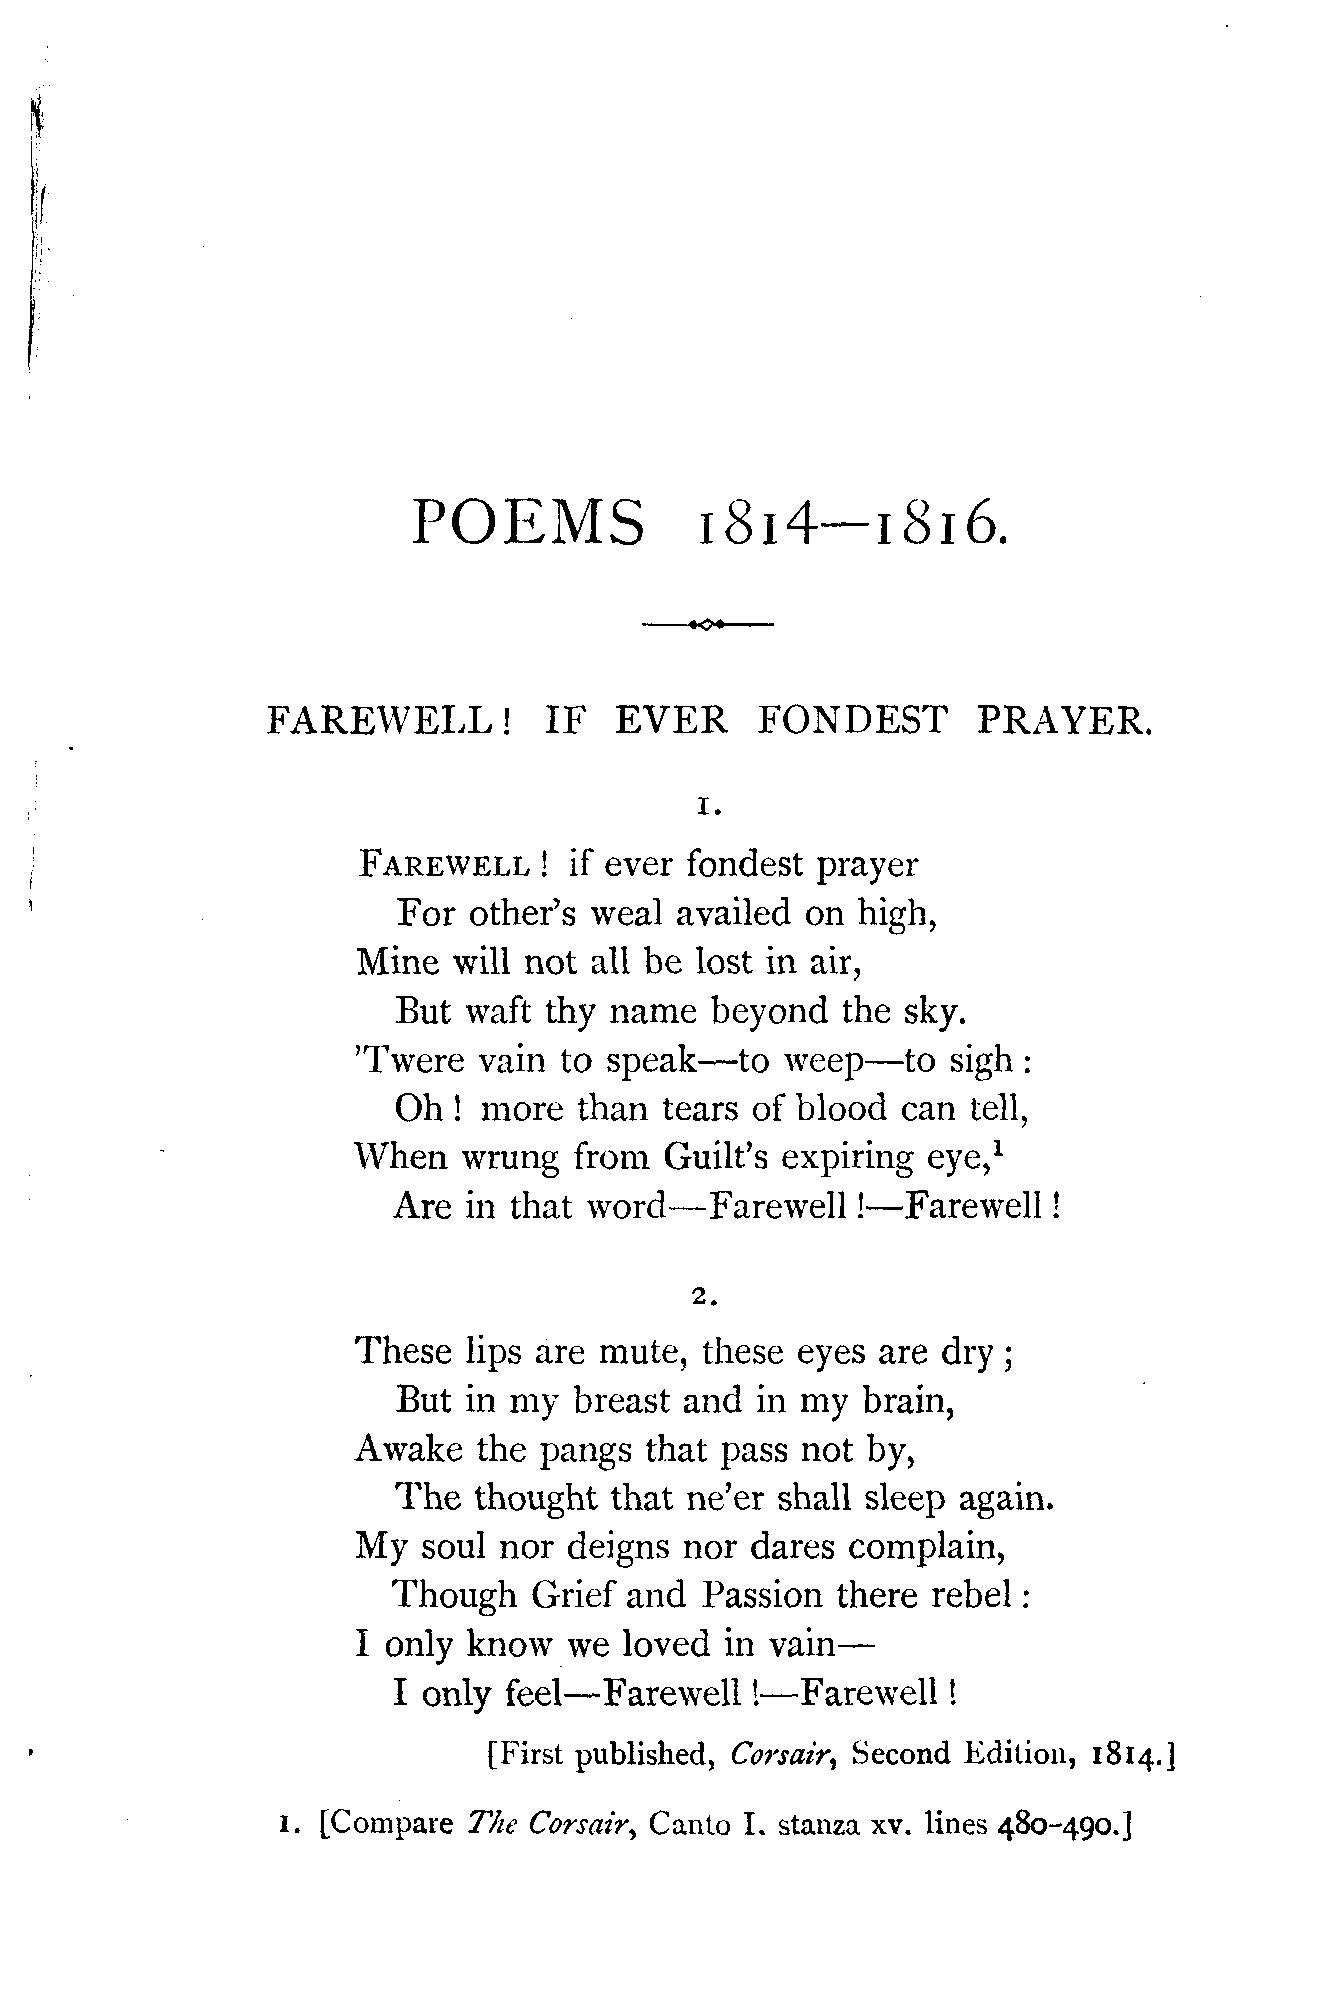 POEMS 1814—1816.
FAREWELL! IF EVER FONDEST PRAYER.
1.
FAREWELL! if ever fondest prayer
For other's weal availed on high,
Mine will not all be lost in air,
But waft thy name beyond the sky.
'Twere vain to speak—to weep—to sigh:
Oh! more than tears of blood can tell,
When wrung from Guilt's expiring eye,¹
Are in that word—Farewell!—Farewell!
2.
These lips are mute, these eyes are dry;
But in my breast and in my brain,
Awake the pangs that pass not by,
The thought that ne'er shall sleep again.
My soul nor deigns nor dares complain,
Though Grief and Passion there rebel:
I only know we loved in vain—
I only feel—Farewell!—Farewell!
[First published, Corsair, Second Edition, 1814.]
1. [Compare The Corsair, Canto I. stanza xv. lines 480-490.]